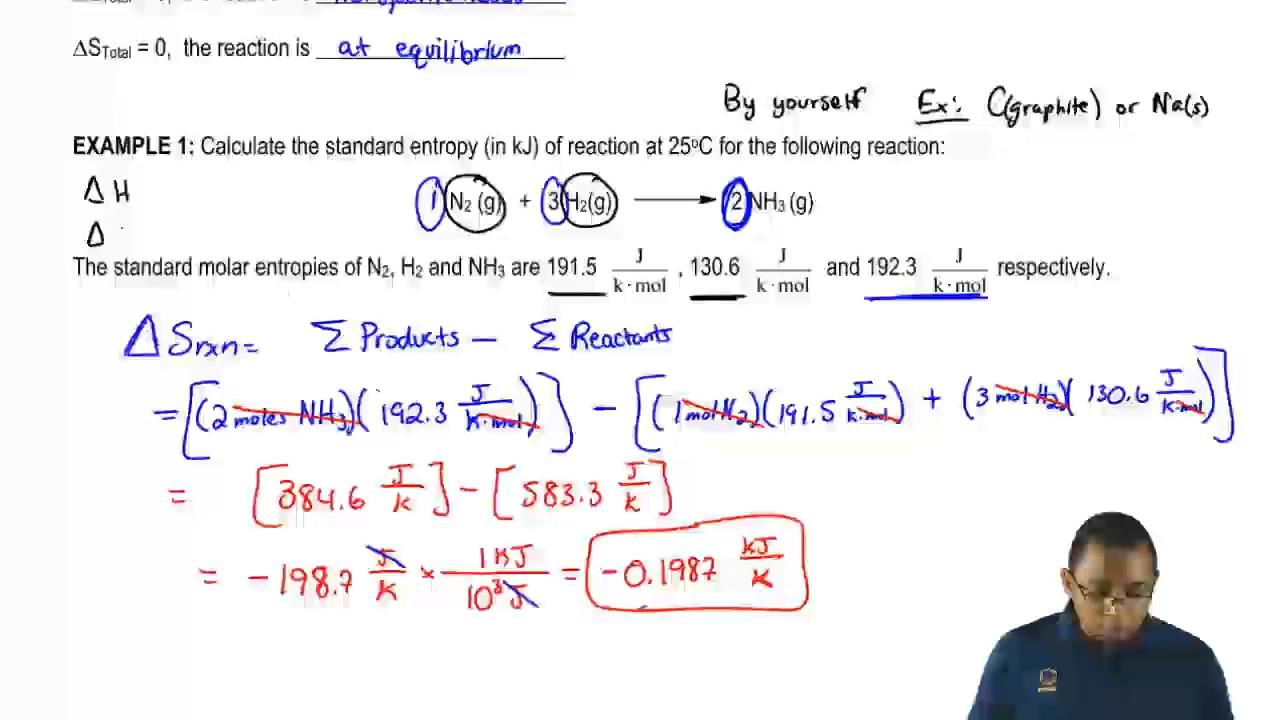 ΔS_Total = 0, the reaction is at equilibrium
By yourself Ex: C(graphite) or Na(s)
EXAMPLE 1: Calculate the standard entropy (in kJ) of reaction at 25°C for the following reaction:
ΔH
1 N₂ (g) + 3 H₂(g) → 2 NH₃ (g)
Δ
The standard molar entropies of N₂, H₂ and NH₃ are 191.5 J/k·mol , 130.6 J/k·mol and 192.3 J/k·mol respectively.
ΔSrxn = Σ Products − Σ Reactants
= [(2 moles NH₃)(192.3 J/K·mol)] − [(1 mol N₂)(191.5 J/K·mol) + (3 mol H₂)(130.6 J/K·mol)]
= [384.6 J/K] − [583.3 J/K]
= −198.7 J/K × 1 KJ/10³ J = −0.1987 KJ/K